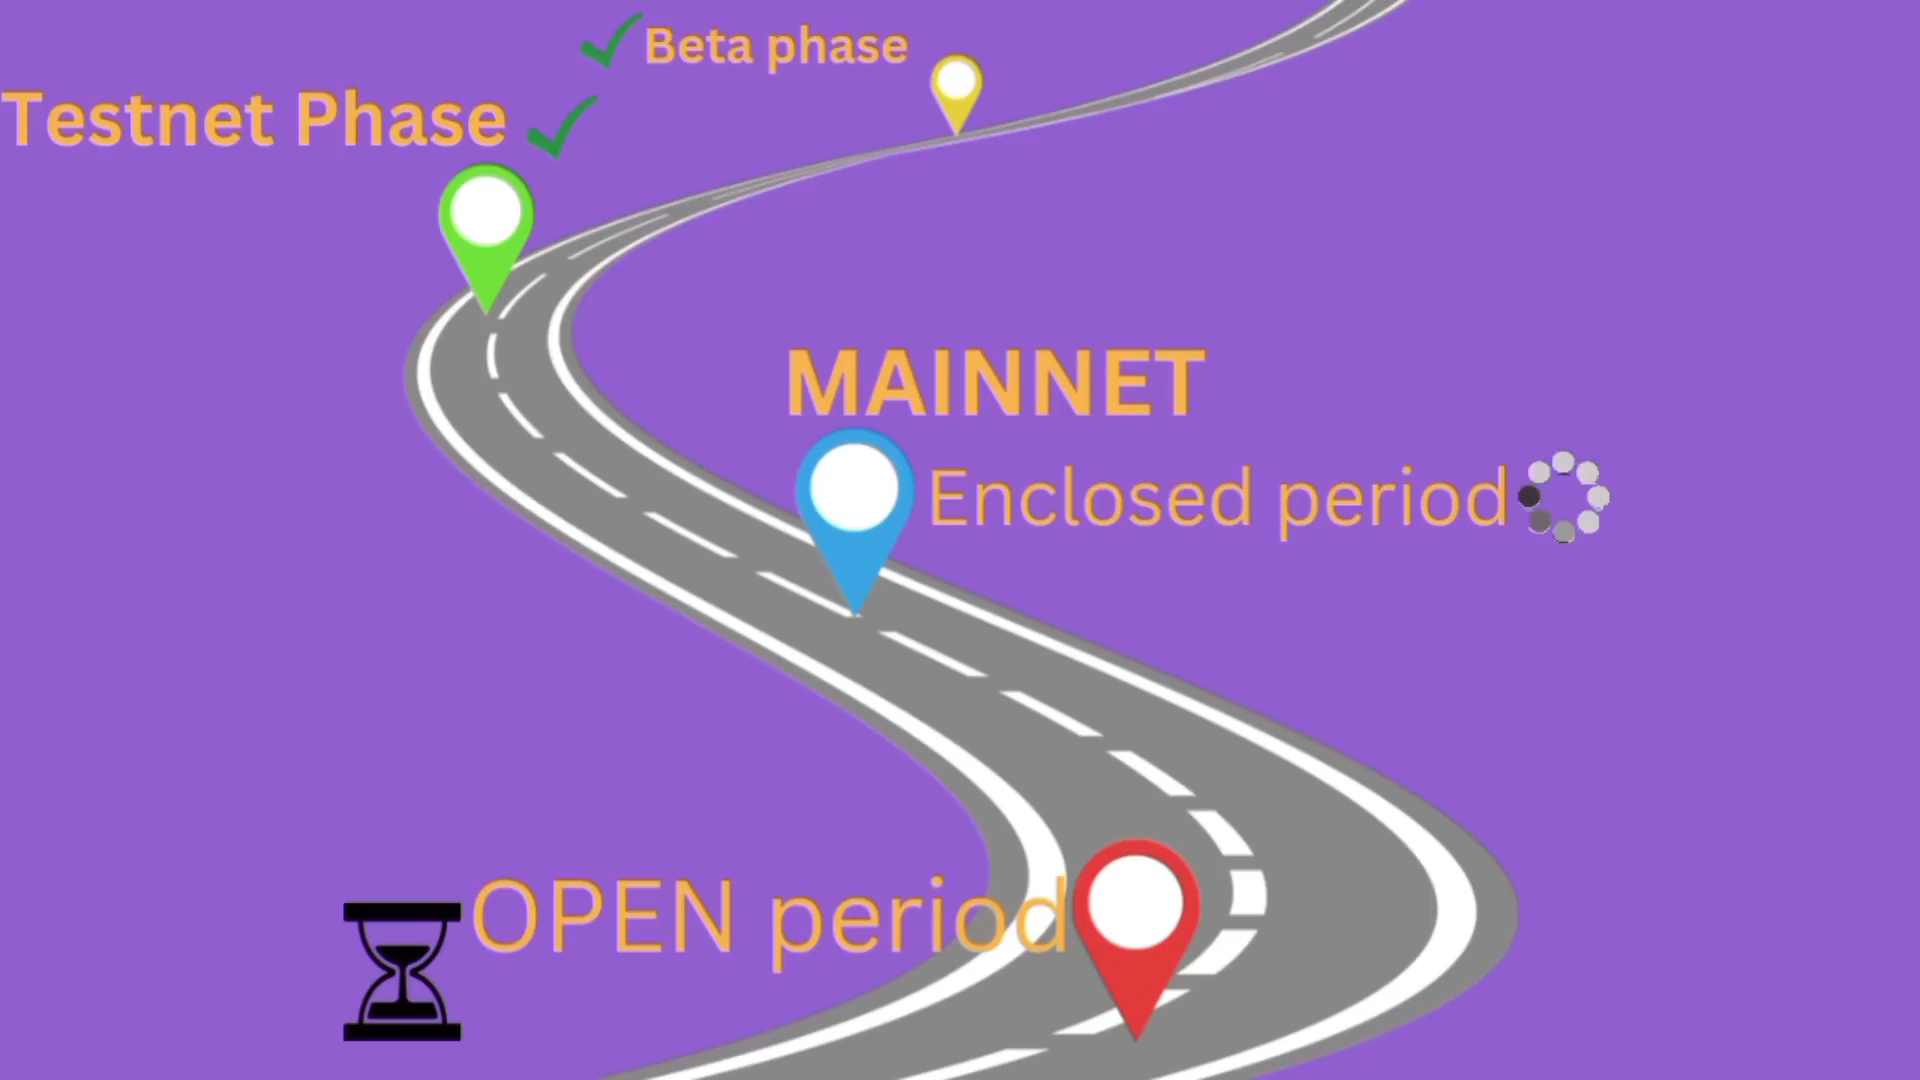 Beta phase
Testnet Phase
MAINNET
Enclosed period
OPEN period